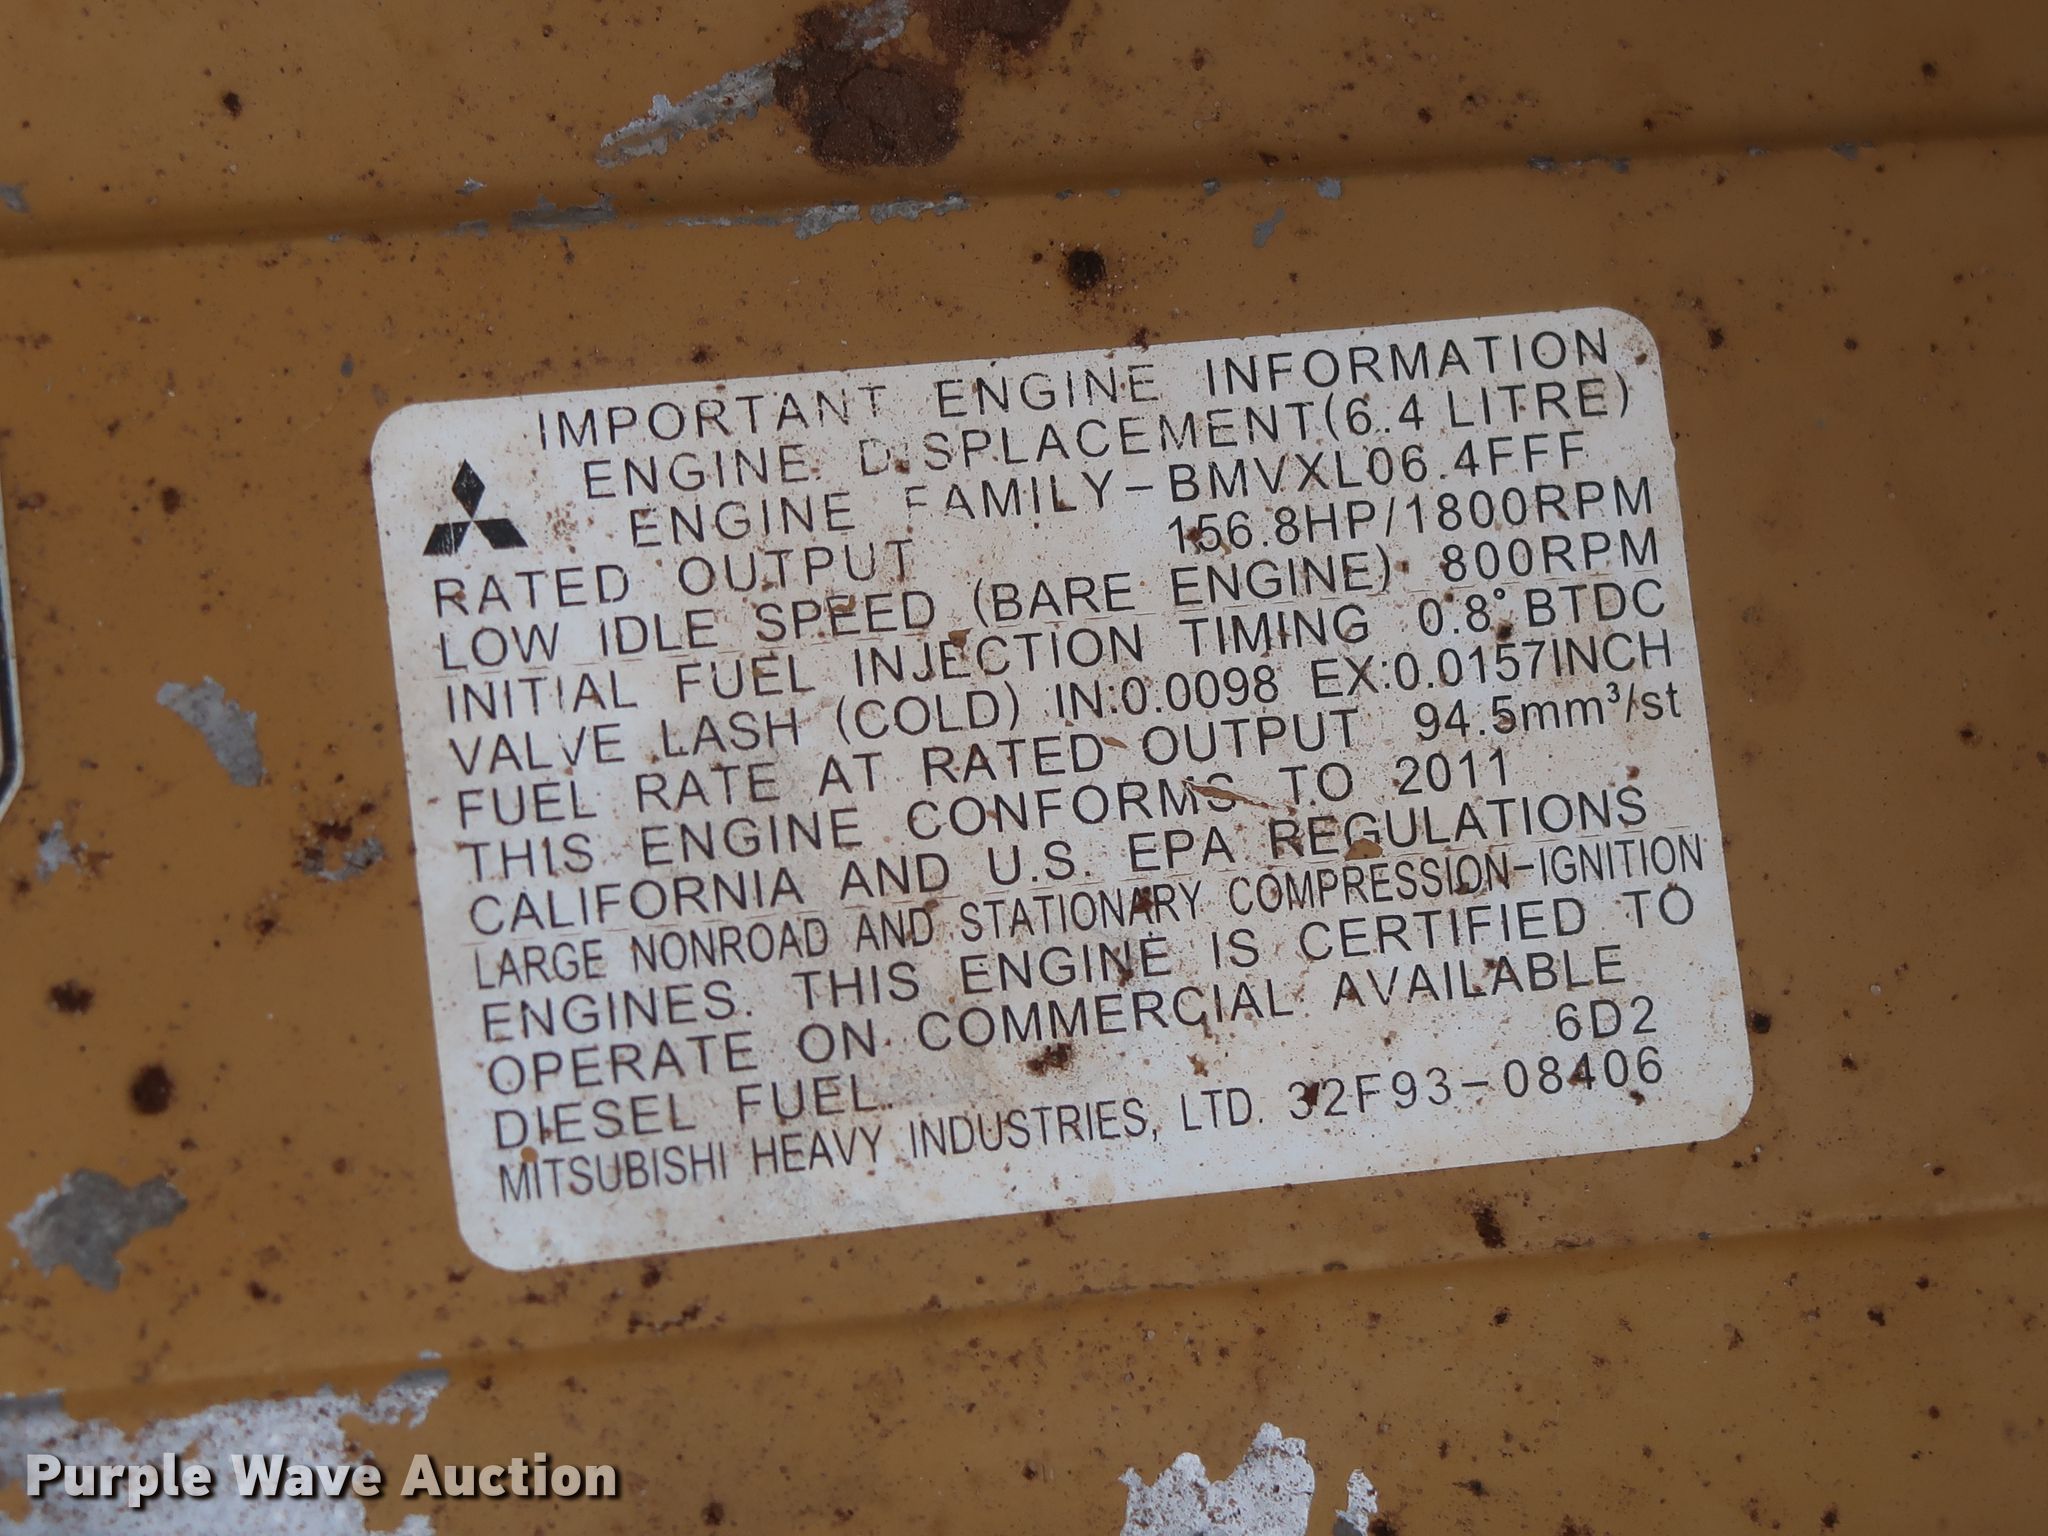 IMPORTANT ENGINE INFORMATION
ENGINE DISPLACEMENT(6.4 LITRE)
ENGINE FAMILY-BMVXL06.4FFF
RATED OUTPUT 156.8HP/1800RPM
LOW IDLE SPEED (BARE ENGINE) 800RPM
INITIAL FUEL INJECTION TIMING 0.8°BTDC
VALVE LASH (COLD) IN:0.0098 EX:0.0157INCH
FUEL RATE AT RATED OUTPUT 94.5mm³/st
THIS ENGINE CONFORMS TO 2011
CALIFORNIA AND U.S. EPA REGULATIONS
LARGE NONROAD AND STATIONARY COMPRESSION-IGNITION
ENGINES. THIS ENGINE IS CERTIFIED TO
OPERATE ON COMMERCIAL AVAILABLE
DIESEL FUEL. 6D2
MITSUBISHI HEAVY INDUSTRIES, LTD. 32F93-08406
Purple Wave Auction